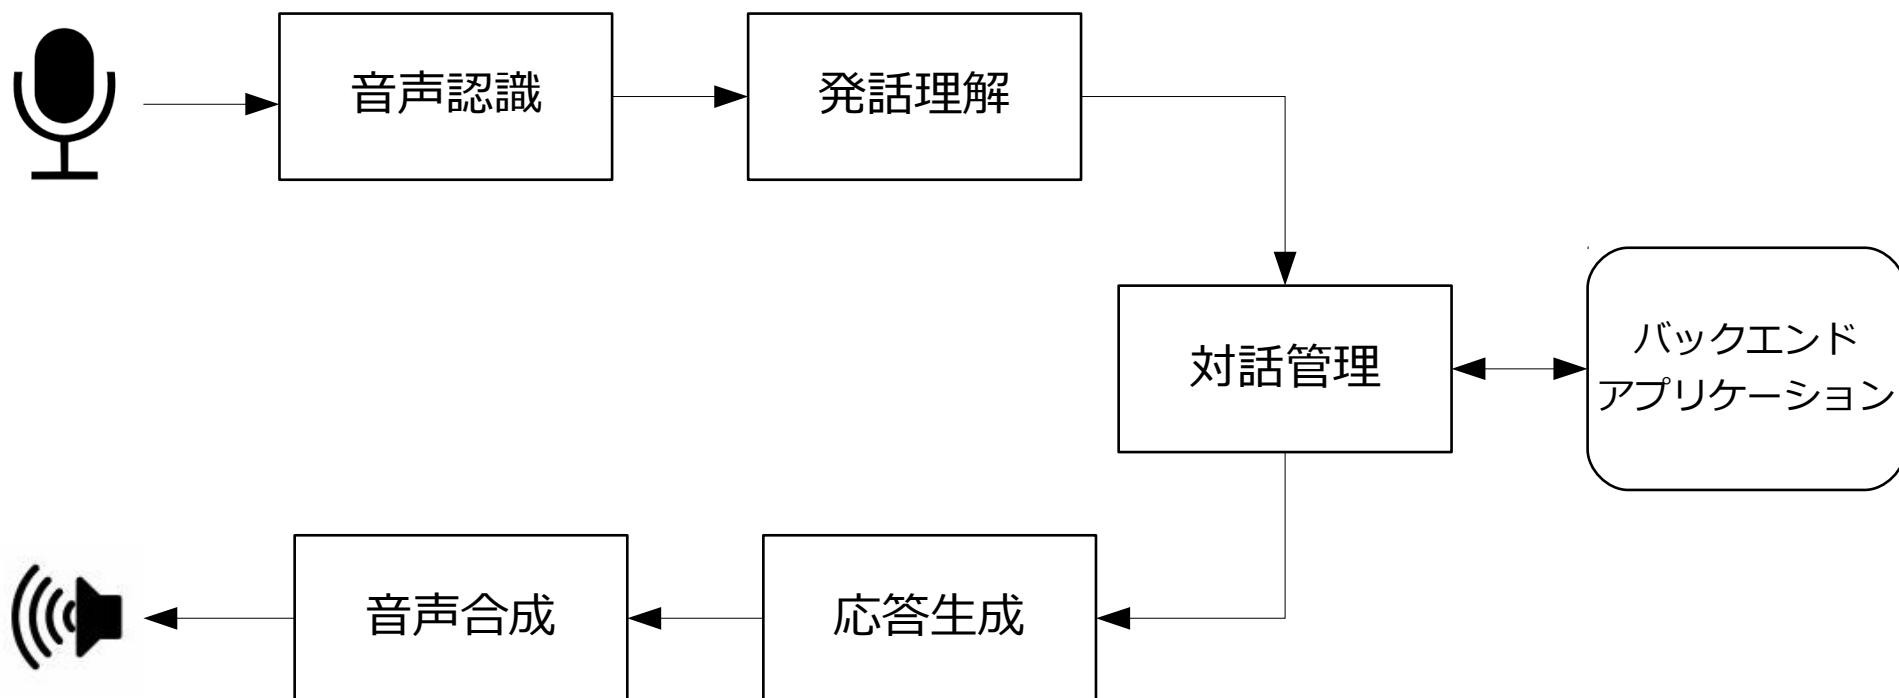 音声認識
発話理解
対話管理
バックエンド
アプリケーション
応答生成
音声合成